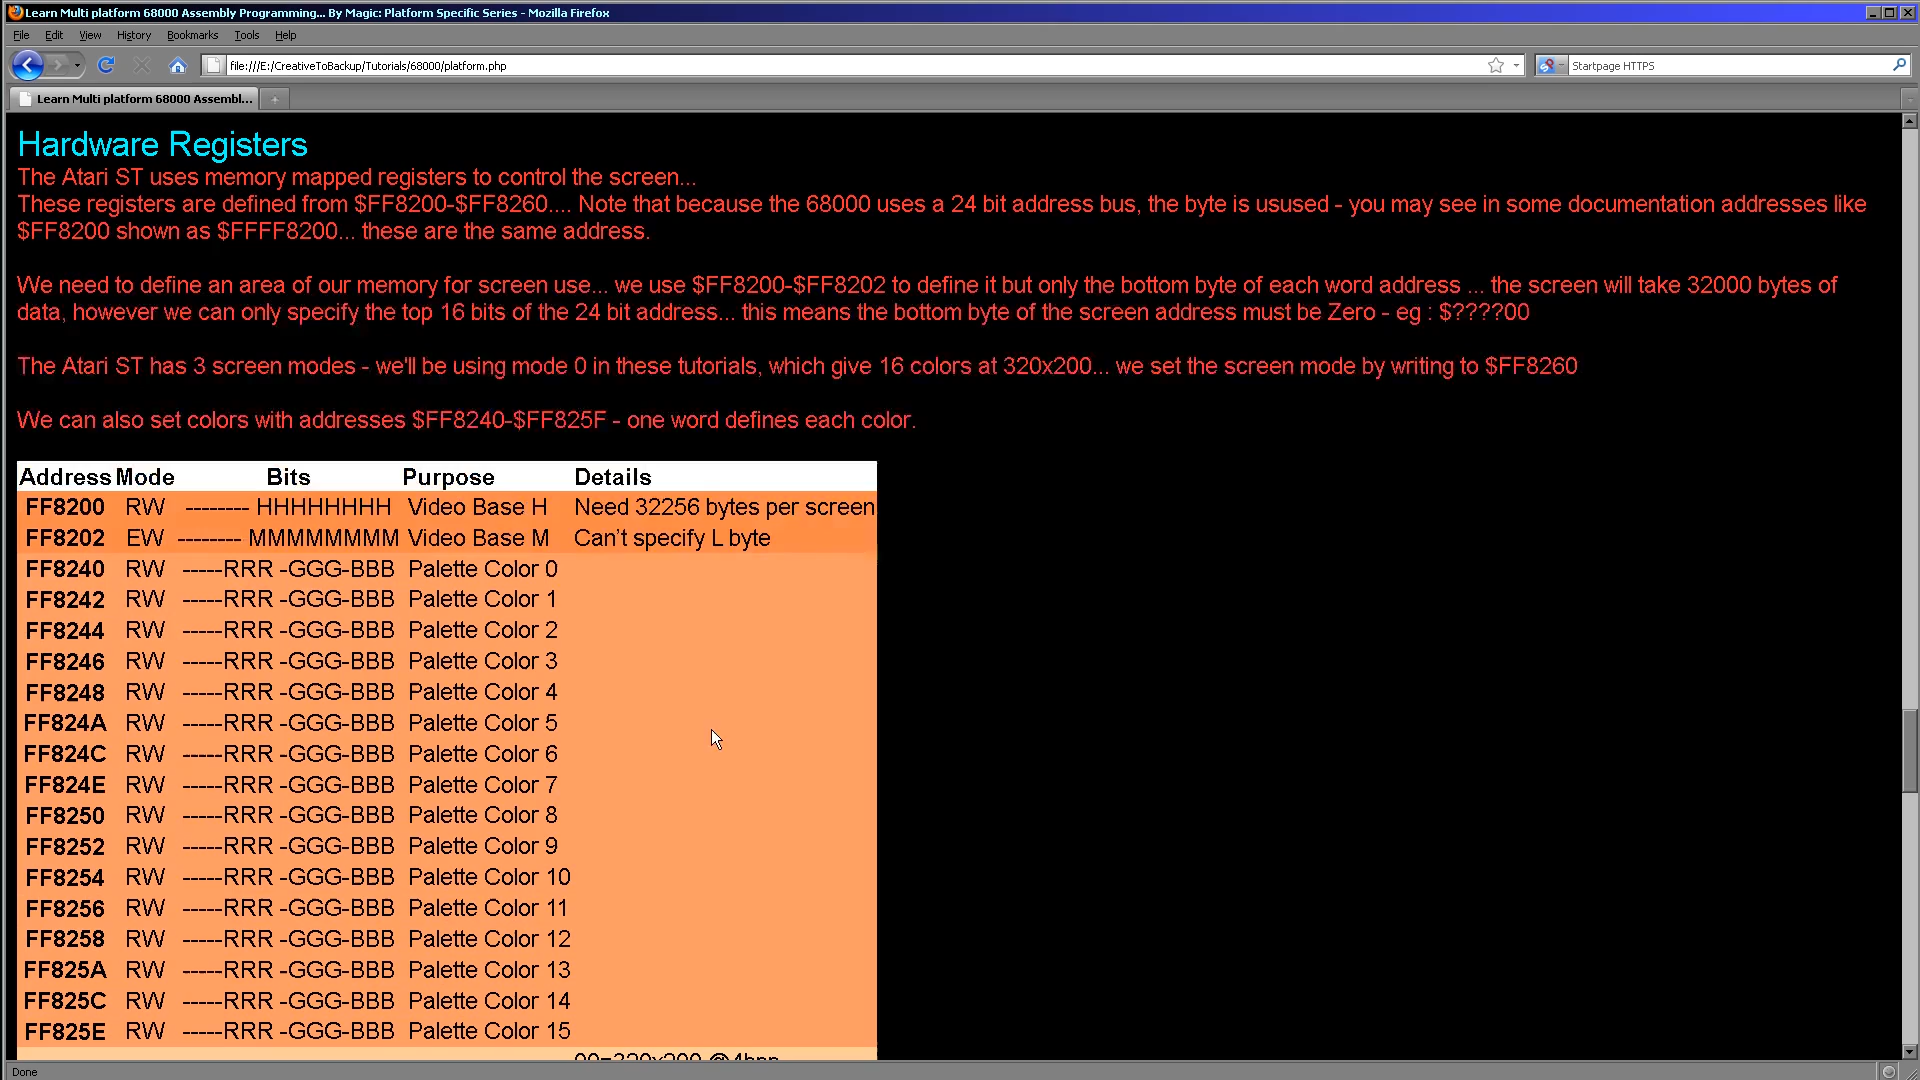 Learn Multi platform 68000 Assembly Programming... By Magic: Platform Specific Series - Mozilla Firefox
File Edit View History Bookmarks Tools Help
file:///E:/CreativeToBackup/Tutorials/68000/platform.php
Startpage HTTPS
Learn Multi platform 68000 Assembl...
Hardware Registers
The Atari ST uses memory mapped registers to control the screen...
These registers are defined from $FF8200-$FF8260.... Note that because the 68000 uses a 24 bit address bus, the byte is usused - you may see in some documentation addresses like
$FF8200 shown as $FFFF8200... these are the same address.
We need to define an area of our memory for screen use... we use $FF8200-$FF8202 to define it but only the bottom byte of each word address ... the screen will take 32000 bytes of
data, however we can only specify the top 16 bits of the 24 bit address... this means the bottom byte of the screen address must be Zero - eg : $????00
The Atari ST has 3 screen modes - we'll be using mode 0 in these tutorials, which give 16 colors at 320x200... we set the screen mode by writing to $FF8260
We can also set colors with addresses $FF8240-$FF825F - one word defines each color.
Address Mode Bits Purpose Details
FF8200 RW -------- HHHHHHHH Video Base H Need 32256 bytes per screen
FF8202 EW -------- MMMMMMMM Video Base M Can't specify L byte
FF8240 RW -----RRR -GGG-BBB Palette Color 0
FF8242 RW -----RRR -GGG-BBB Palette Color 1
FF8244 RW -----RRR -GGG-BBB Palette Color 2
FF8246 RW -----RRR -GGG-BBB Palette Color 3
FF8248 RW -----RRR -GGG-BBB Palette Color 4
FF824A RW -----RRR -GGG-BBB Palette Color 5
FF824C RW -----RRR -GGG-BBB Palette Color 6
FF824E RW -----RRR -GGG-BBB Palette Color 7
FF8250 RW -----RRR -GGG-BBB Palette Color 8
FF8252 RW -----RRR -GGG-BBB Palette Color 9
FF8254 RW -----RRR -GGG-BBB Palette Color 10
FF8256 RW -----RRR -GGG-BBB Palette Color 11
FF8258 RW -----RRR -GGG-BBB Palette Color 12
FF825A RW -----RRR -GGG-BBB Palette Color 13
FF825C RW -----RRR -GGG-BBB Palette Color 14
FF825E RW -----RRR -GGG-BBB Palette Color 15
00=320x200 @4bpp
Done